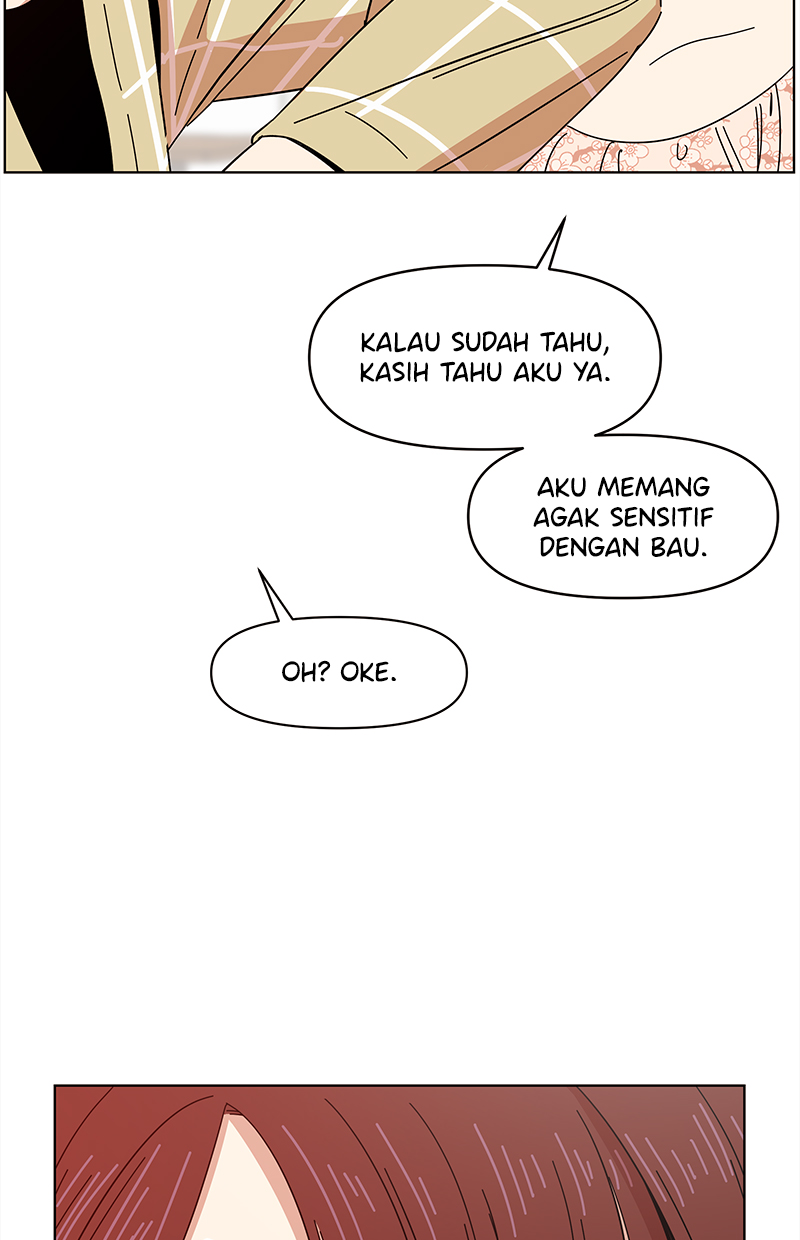 KALAU SUDAH TAHU,
KASIH TAHU AKU YA.
AKU MEMANG
AGAK SENSITIF
DENGAN BAU.
OH? OKE.